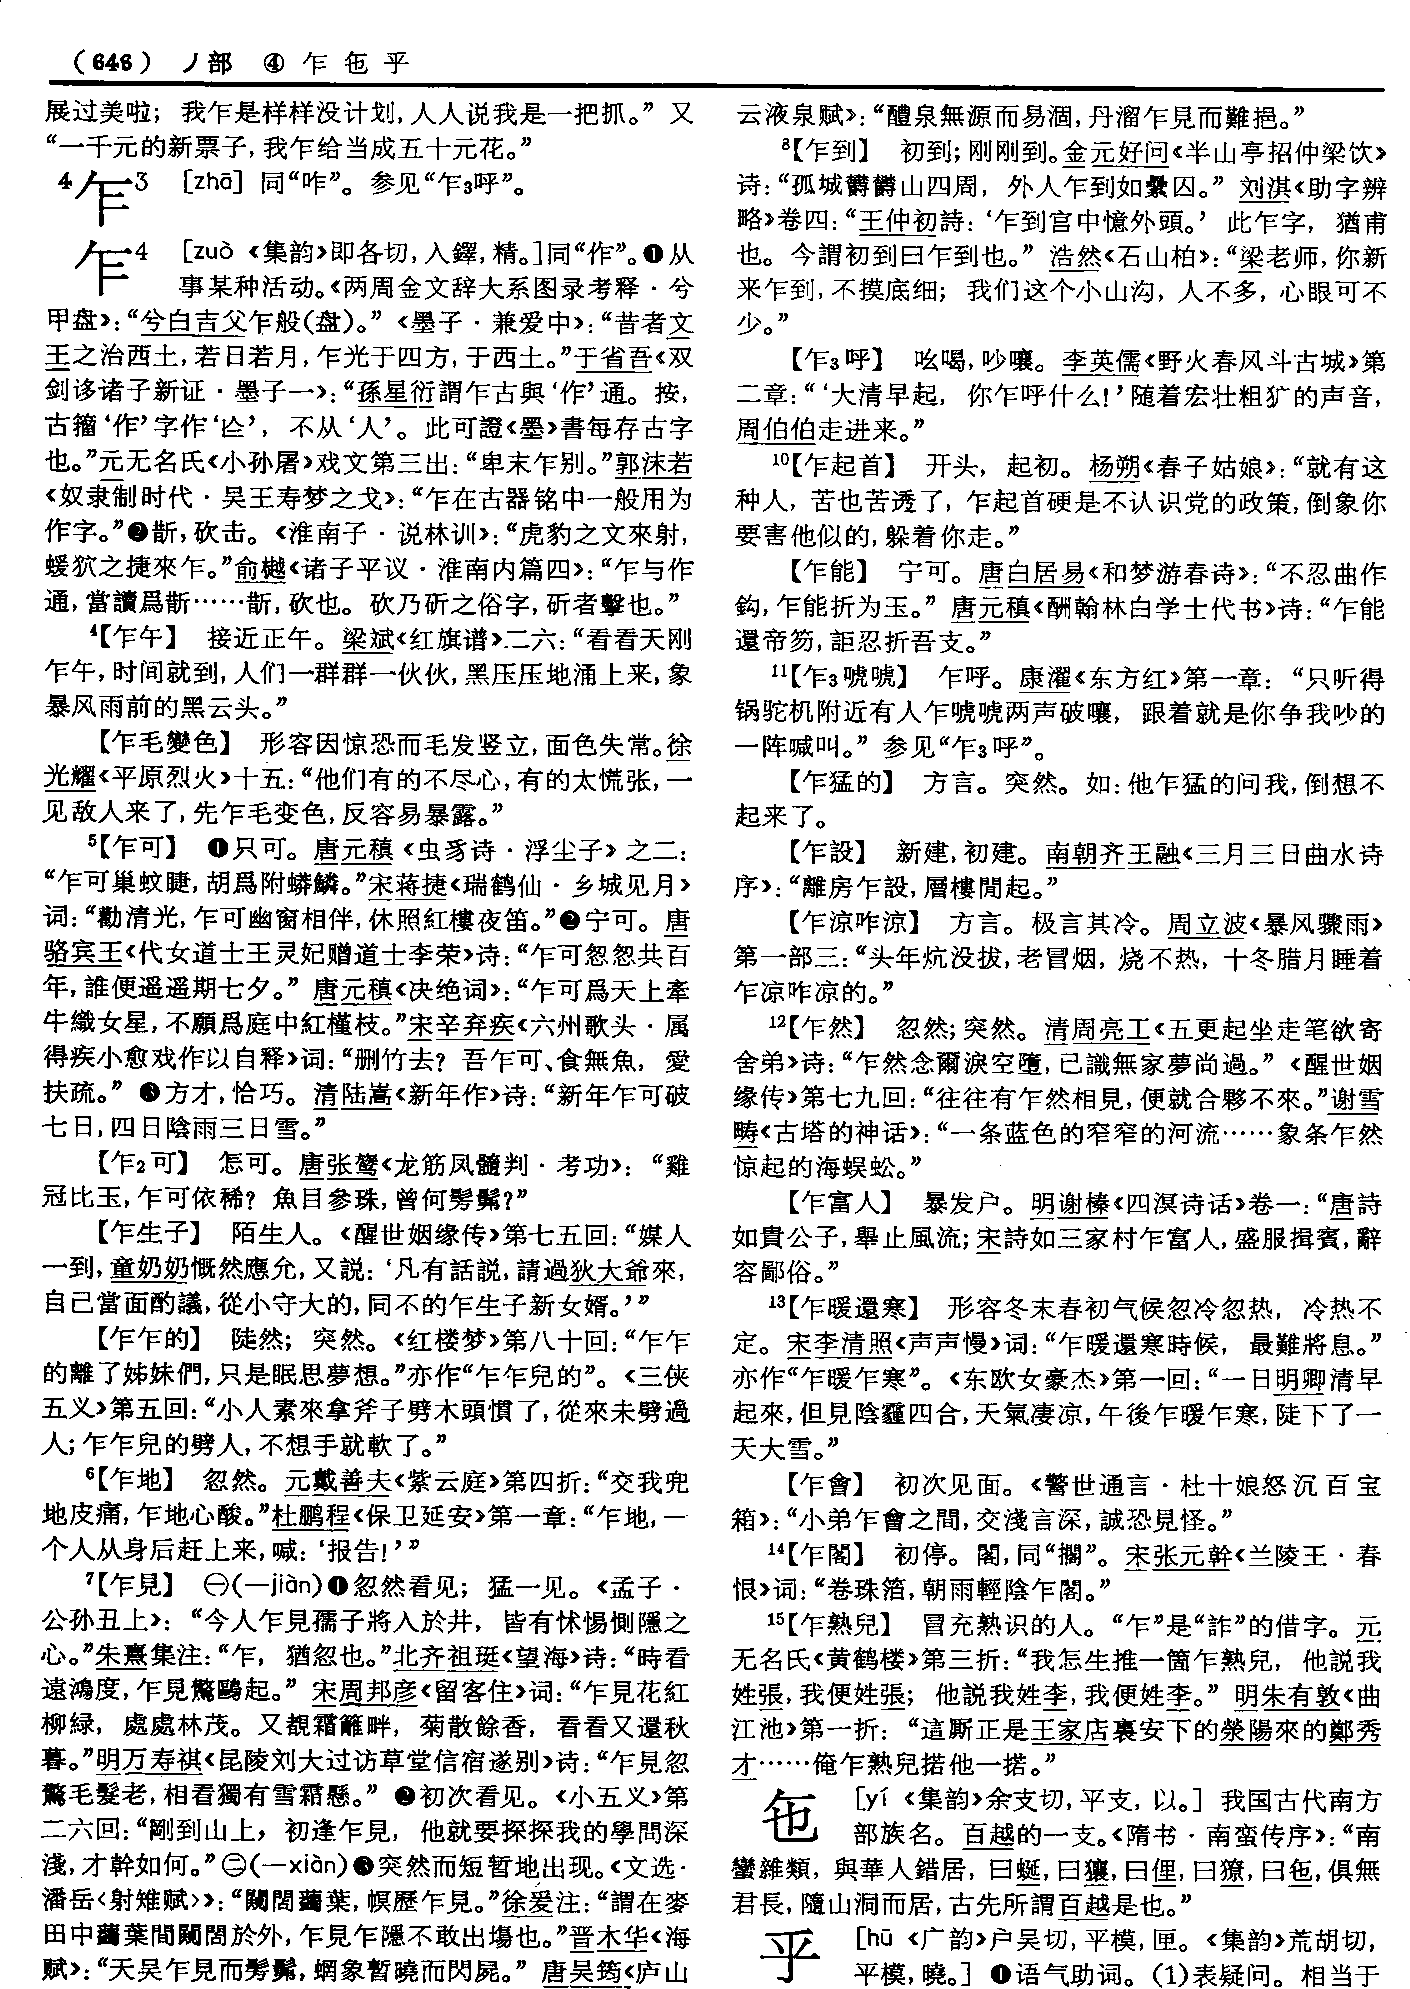 (646) 丿部 ④ 乍 㐌 乎
展过美啦；我乍是样样没计划，人人说我是一把抓。”又
“一千元的新票子，我乍给当成五十元花。”
4乍3 [zhā] 同“咋”。参见“乍3呼”。
乍4 [zuò《集韵》即各切，入鐸，精。]同“作”。❶从
事某种活动。《两周金文辞大系图录考释·兮
甲盘》：“兮白吉父乍般(盘)。”《墨子·兼爱中》：“昔者文
王之治西土，若日若月，乍光于四方，于西土。”于省吾《双
剑誃诸子新证·墨子一》：“孫星衍謂乍古與‘作’通。按，
古籀‘作’字作‘亾’，不从‘人’。此可證《墨》書每存古字
也。”元无名氏《小孙屠》戏文第三出：“卑末乍别。”郭沫若
《奴隶制时代·吴王寿梦之戈》：“乍在古器铭中一般用为
作字。”❷斮，砍击。《淮南子·说林训》：“虎豹之文來射，
蝯狖之捷來乍。”俞樾《诸子平议·淮南内篇四》：“乍与作
通，當讀爲斮……斮，砍也。砍乃斫之俗字，斫者擊也。”
4【乍午】 接近正午。梁斌《红旗谱》二六：“看看天刚
乍午，时间就到，人们一群群一伙伙，黑压压地涌上来，象
暴风雨前的黑云头。”
【乍毛變色】 形容因惊恐而毛发竖立，面色失常。徐
光耀《平原烈火》十五：“他们有的不尽心，有的太慌张，一
见敌人来了，先乍毛变色，反容易暴露。”
5【乍可】 ❶只可。唐元稹《虫豸诗·浮尘子》之二：
“乍可巢蚊睫，胡爲附蟒鱗。”宋蒋捷《瑞鹤仙·乡城见月》
词：“勸清光，乍可幽窗相伴，休照紅樓夜笛。”❷宁可。唐
骆宾王《代女道士王灵妃赠道士李荣》诗：“乍可忽忽共百
年，誰使遥遥期七夕。”唐元稹《决绝词》：“乍可爲天上牽
牛織女星，不願爲庭中紅槿枝。”宋辛弃疾《六州歌头·属
得疾小愈戏作以自释》词：“删竹去？吾乍可、食無魚，愛
扶疏。”❸方才，恰巧。清陆嵩《新年作》诗：“新年乍可破
七日，四日陰雨三日雪。”
【乍2可】 怎可。唐张鷟《龙筋凤髓判·考功》：“雞
冠比玉，乍可依稀？魚目參珠，曾何髣髴？”
【乍生子】 陌生人。《醒世姻缘传》第七五回：“媒人
一到，童奶奶慨然應允，又説：‘凡有話説，請過狄大爺來，
自己當面酌議，從小守大的，同不的乍生子新女婿。’”
【乍乍的】 陡然；突然。《红楼梦》第八十回：“乍乍
的離了姊妹們，只是眠思夢想。”亦作“乍乍兒的”。《三侠
五义》第五回：“小人素來拿斧子劈木頭慣了，從來未劈過
人；乍乍兒的劈人，不想手就軟了。”
6【乍地】 忽然。元戴善夫《紫云庭》第四折：“交我兜
地皮痛，乍地心酸。”杜鹏程《保卫延安》第一章：“乍地，一
个人从身后赶上来，喊：‘报告！’”
7【乍見】 ㊀(—jiàn)❶忽然看见；猛一见。《孟子·
公孙丑上》：“今人乍見孺子將入於井，皆有怵惕惻隱之
心。”朱熹集注：“乍，猶忽也。”北齐祖珽《望海》诗：“時看
遠鴻度，乍見驚鷗起。”宋周邦彦《留客住》词：“乍見花紅
柳緑，處處林茂。又覩霜籬畔，菊散餘香，看看又還秋
暮。”明万寿祺《昆陵刘大过访草堂信宿遂别》诗：“乍見忽
驚毛髮老，相看獨有雪霜懸。”❷初次看见。《小五义》第
二六回：“剛到山上，初逢乍見，他就要探探我的學問深
淺，才幹如何。”㊁(—xiàn)❸突然而短暂地出现。《文选·
潘岳〈射雉赋〉》：“闚䦱䕺葉，幎歷乍見。”徐爰注：“謂在麥
田中䕺葉間闚䦱於外，乍見乍隱不敢出場也。”晋木华《海
赋》：“天吴乍見而髣髴，蝄象暫曉而閃屍。”唐吴筠《庐山
云液泉赋》：“醴泉無源而易涸，丹溜乍見而難挹。”
8【乍到】 初到；刚刚到。金元好问《半山亭招仲梁饮》
诗：“孤城欝欝山四周，外人乍到如纍囚。”刘淇《助字辨
略》卷四：“王仲初詩：‘乍到宫中憶外頭。’此乍字，猶甫
也。今謂初到曰乍到也。”浩然《石山柏》：“梁老师，你新
来乍到，不摸底细；我们这个小山沟，人不多，心眼可不
少。”
【乍3呼】 吆喝，吵嚷。李英儒《野火春风斗古城》第
二章：“‘大清早起，你乍呼什么！’随着宏壮粗犷的声音，
周伯伯走进来。”
10【乍起首】 开头，起初。杨朔《春子姑娘》：“就有这
种人，苦也苦透了，乍起首硬是不认识党的政策，倒象你
要害他似的，躲着你走。”
【乍能】 宁可。唐白居易《和梦游春诗》：“不忍曲作
鈎，乍能折为玉。”唐元稹《酬翰林白学士代书》诗：“乍能
還帝笏，詎忍折吾支。”
11【乍3唬唬】 乍呼。康濯《东方红》第一章：“只听得
锅驼机附近有人乍唬唬两声破嚷，跟着就是你争我吵的
一阵喊叫。”参见“乍3呼”。
【乍猛的】 方言。突然。如：他乍猛的问我，倒想不
起来了。
【乍設】 新建，初建。南朝齐王融《三月三日曲水诗
序》：“離房乍設，層樓閒起。”
【乍涼咋涼】 方言。极言其冷。周立波《暴风骤雨》
第一部三：“头年炕没拔，老冒烟，烧不热，十冬腊月睡着
乍凉咋凉的。”
12【乍然】 忽然；突然。清周亮工《五更起坐走笔欲寄
舍弟》诗：“乍然念爾淚空墮，已識無家夢尚過。”《醒世姻
缘传》第七九回：“往往有乍然相見，便就合夥不來。”谢雪
畴《古塔的神话》：“一条蓝色的窄窄的河流……象条乍然
惊起的海蜈蚣。”
【乍富人】 暴发户。明谢榛《四溟诗话》卷一：“唐詩
如貴公子，舉止風流；宋詩如三家村乍富人，盛服揖賓，辭
容鄙俗。”
13【乍暖還寒】 形容冬末春初气候忽冷忽热，冷热不
定。宋李清照《声声慢》词：“乍暖還寒時候，最難將息。”
亦作“乍暖乍寒”。《东欧女豪杰》第一回：“一日明卿清早
起來，但見陰霾四合，天氣凄凉，午後乍暖乍寒，陡下了一
天大雪。”
【乍會】 初次见面。《警世通言·杜十娘怒沉百宝
箱》：“小弟乍會之間，交淺言深，誠恐見怪。”
14【乍閣】 初停。閣，同“擱”。宋张元幹《兰陵王·春
恨》词：“卷珠箔，朝雨輕陰乍閣。”
15【乍熟兒】 冒充熟识的人。“乍”是“詐”的借字。元
无名氏《黄鹤楼》第三折：“我怎生推一箇乍熟兒，他説我
姓張，我便姓張；他説我姓李，我便姓李。”明朱有敦《曲
江池》第一折：“這厮正是王家店裏安下的滎陽來的鄭秀
才……俺乍熟兒掿他一掿。”
㐌 [yí《集韵》余支切，平支，以。] 我国古代南方
部族名。百越的一支。《隋书·南蛮传序》：“南
蠻雜類，與華人錯居，曰蜒，曰獽，曰俚，曰獠，曰㐌，俱無
君長，隨山洞而居，古先所謂百越是也。”
乎 [hū《广韵》户吴切，平模，匣。《集韵》荒胡切，
平模，曉。] ❶语气助词。(1)表疑问。相当于